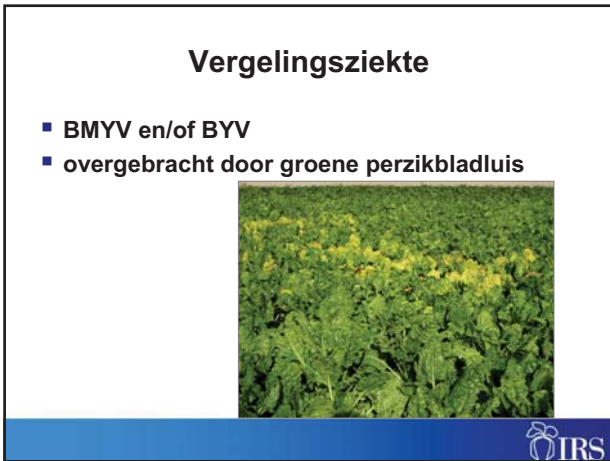 Vergelingsziekte
BMYV en/of BYV
overgebracht door groene perzikbladluis
IRS